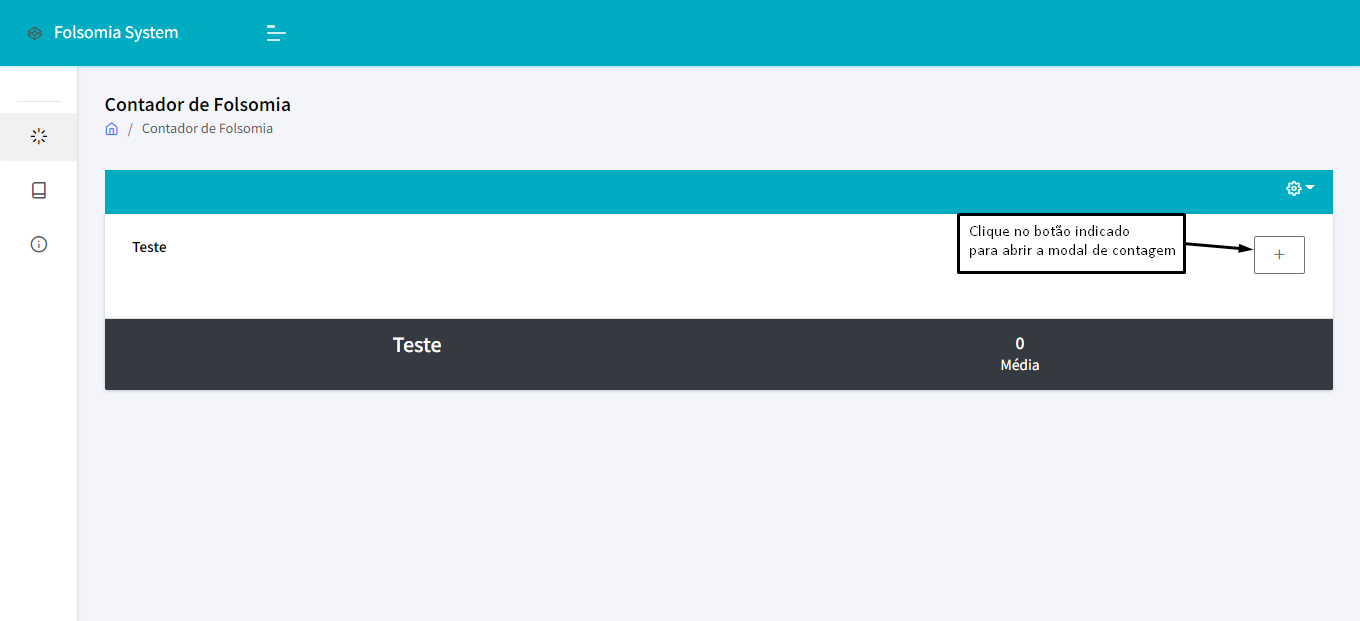 Folsomia System
Contador de Folsomia
/ Contador de Folsomia
Teste
Clique no botão indicado
para abrir a modal de contagem
+
Teste
0
Média